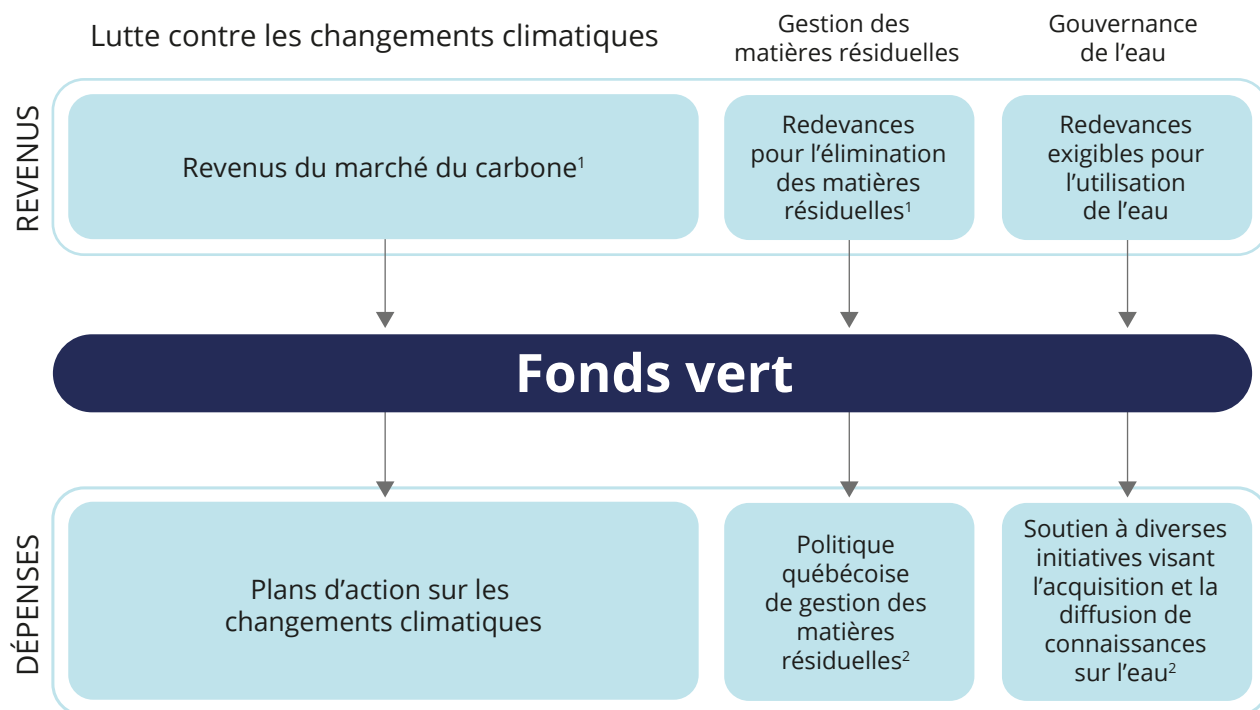 Lutte contre les changements climatiques
Gestion des
matières résiduelles
Gouvernance
de l’eau
REVENUS
Revenus du marché du carbone¹
Redevances
pour l’élimination
des matières
résiduelles¹
Redevances
exigibles pour
l’utilisation
de l’eau
Fonds vert
DÉPENSES
Plans d’action sur les
changements climatiques
Politique
québécoise
de gestion des
matières
résiduelles²
Soutien à diverses
initiatives visant
l’acquisition et la
diffusion de
connaissances
sur l’eau²